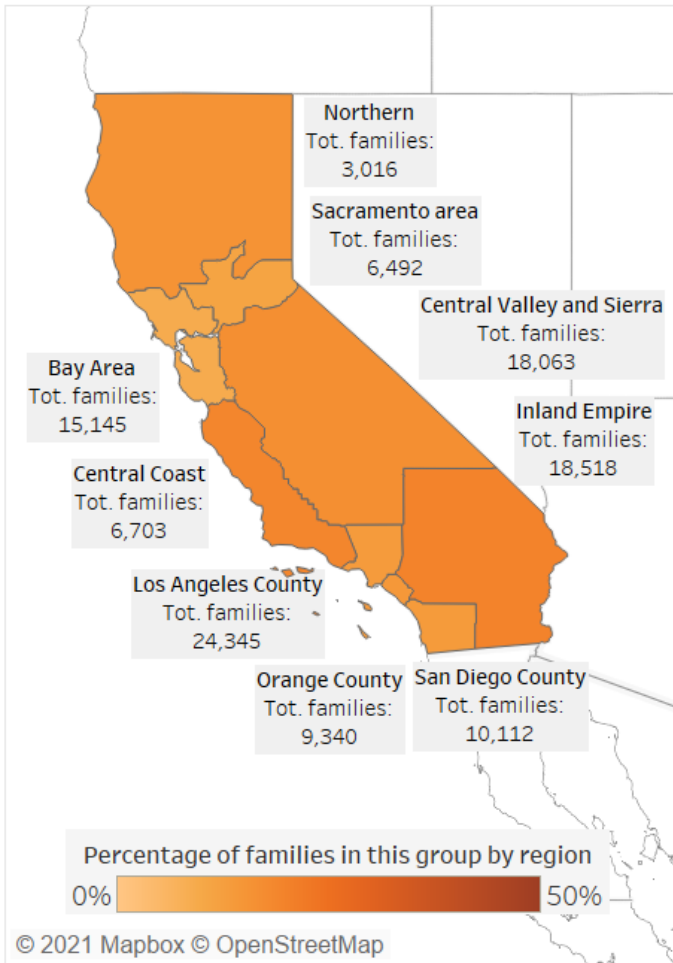 Northern
Tot. families:
3,016
Sacramento area
Tot. families:
6,492
Central Valley and Sierra
Tot. families:
18,063
Bay Area
Tot. families:
15,145
Inland Empire
Tot. families:
18,518
Central Coast
Tot. families:
6,703
Los Angeles County
Tot. families:
24,345
Orange County
Tot. families:
9,340
San Diego County
Tot. families:
10,112
Percentage of families in this group by region
0% 50%
© 2021 Mapbox © OpenStreetMap